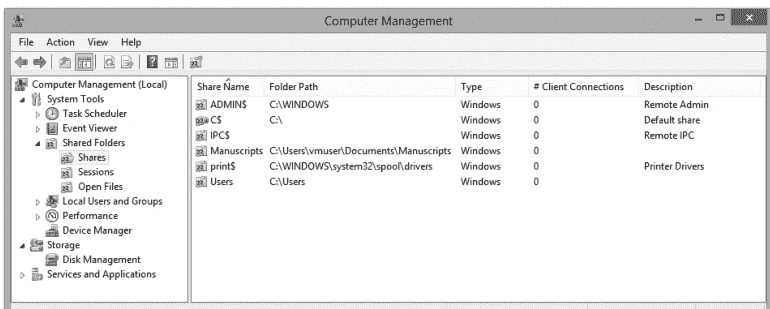 Computer Management
File Action View Help
Computer Management (Local)
System Tools
Task Scheduler
Event Viewer
Shared Folders
Shares
Sessions
Open Files
Local Users and Groups
Performance
Device Manager
Storage
Disk Management
Services and Applications
Share Name Folder Path Type # Client Connections Description
ADMIN$ C:\WINDOWS Windows 0 Remote Admin
C$ C:\ Windows 0 Default share
IPC$ Windows 0 Remote IPC
Manuscripts C:\Users\vmuser\Documents\Manuscripts Windows 0
print$ C:\WINDOWS\system32\spool\drivers Windows 0 Printer Drivers
Users C:\Users Windows 0